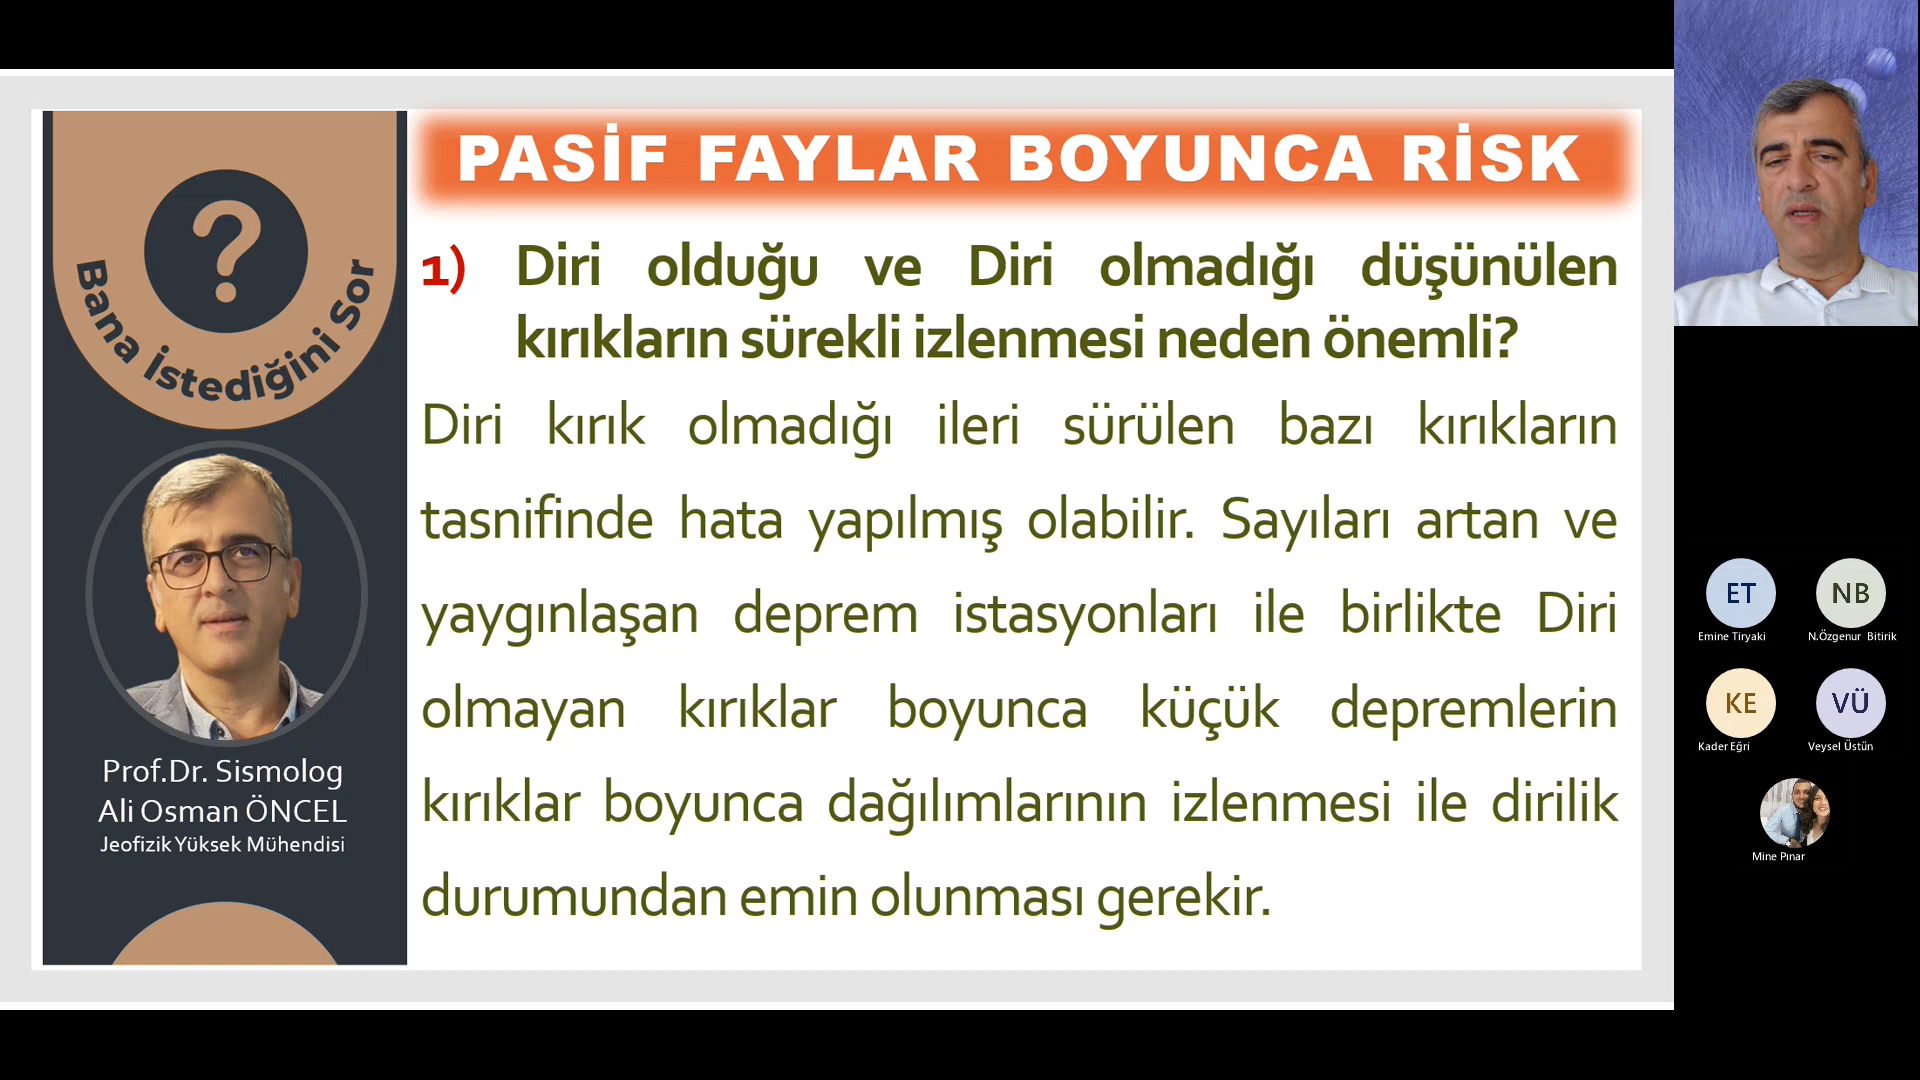 Bana İstediğini Sor
Prof.Dr. Sismolog
Ali Osman ÖNCEL
Jeofizik Yüksek Mühendisi
PASİF FAYLAR BOYUNCA RİSK
1) Diri olduğu ve Diri olmadığı düşünülen
kırıkların sürekli izlenmesi neden önemli?
Diri kırık olmadığı ileri sürülen bazı kırıkların
tasnifinde hata yapılmış olabilir. Sayıları artan ve
yaygınlaşan deprem istasyonları ile birlikte Diri
olmayan kırıklar boyunca küçük depremlerin
kırıklar boyunca dağılımlarının izlenmesi ile dirilik
durumundan emin olunması gerekir.
ET
Emine Tiryaki
NB
N.Özgenur Bitirik
KE
Kader Eğri
VÜ
Veysel Üstün
Mine Pınar